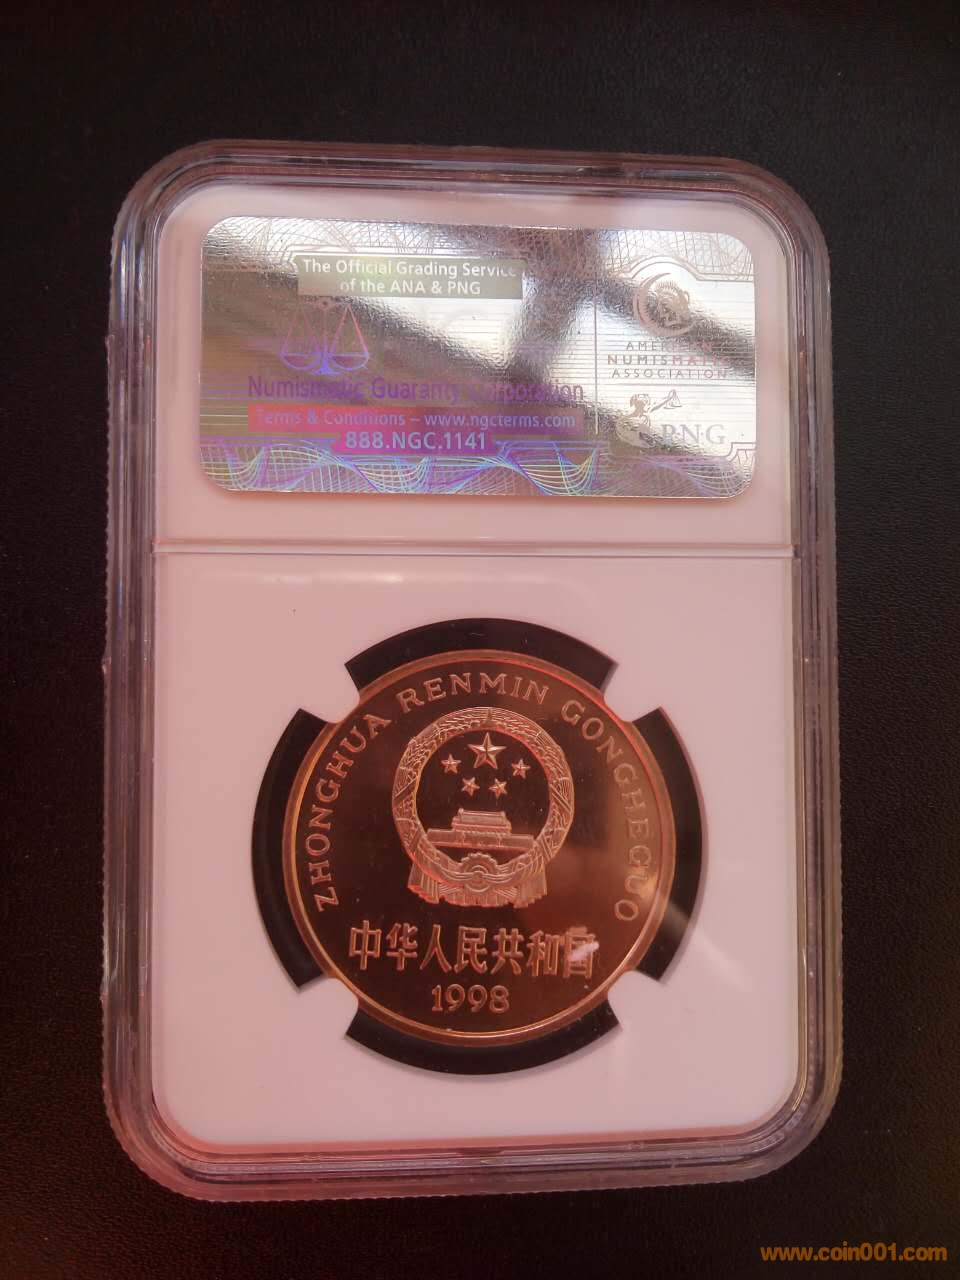 The Official Grading Service
of the ANA & PNG
AMERICAN
NUMISMATIC
ASSOCIATION
Numismatic Guaranty Corporation
Terms & Conditions – www.ngcterms.com
888.NGC.1141
PNG
ZHONGHUA RENMIN GONGHEGUO
中华人民共和国
1998
www.coin001.com